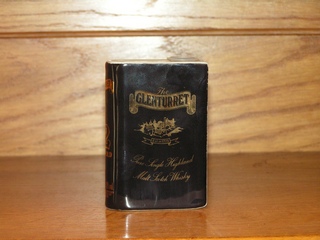 The
GLENTURRET
Pure Single Highland
Malt Scotch Whisky